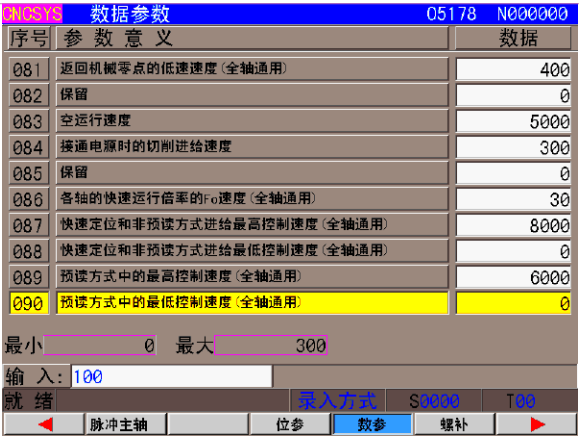 CNCSYS 数据参数 O5178 N000000
序号 参 数 意 义 数据
081 返回机械零点的低速速度(全轴通用) 400
082 保留 0
083 空运行速度 5000
084 接通电源时的切削进给速度 300
085 保留 0
086 各轴的快速运行倍率的Fo速度(全轴通用) 30
087 快速定位和非预读方式进给最高控制速度(全轴通用) 8000
088 快速定位和非预读方式进给最低控制速度(全轴通用) 0
089 预读方式中的最高控制速度(全轴通用) 6000
090 预读方式中的最低控制速度(全轴通用) 0
最小 0 最大 300
输 入: 100
就 绪 录入方式 S0000 T00
脉冲主轴 位参 数参 螺补